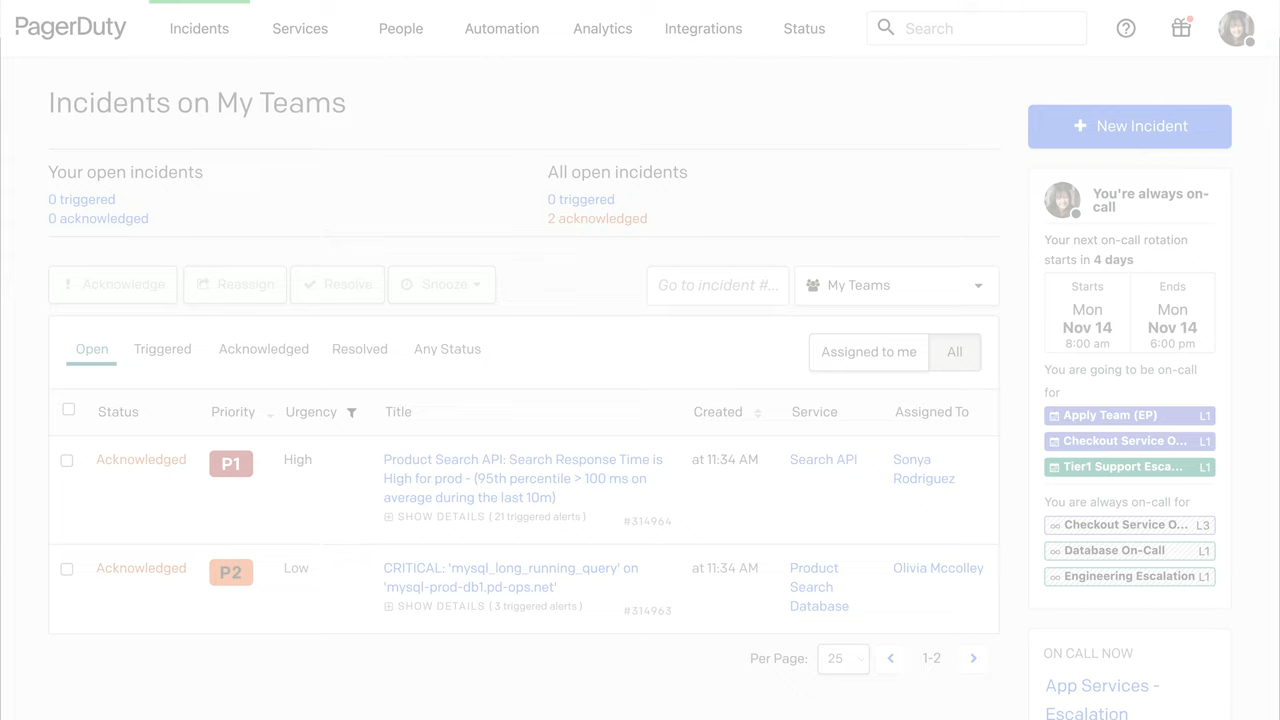 PagerDuty
Incidents
Services
People
Automation
Analytics
Integrations
Status
Search
Incidents on My Teams
New Incident
Your open incidents
0 triggered
0 acknowledged
All open incidents
0 triggered
2 acknowledged
Acknowledge
Reassign
Resolve
Snooze
Go to incident #...
My Teams
Open
Triggered
Acknowledged
Resolved
Any Status
Assigned to me
All
Status
Priority
Urgency
Title
Created
Service
Assigned To
Acknowledged
P1
High
Product Search API: Search Response Time is
High for prod - (95th percentile > 100 ms on
average during the last 10m)
SHOW DETAILS ( 21 triggered alerts )
#314964
at 11:34 AM
Search API
Sonya
Rodriguez
Acknowledged
P2
Low
CRITICAL: 'mysql_long_running_query' on
'mysql-prod-db1.pd-ops.net'
SHOW DETAILS ( 3 triggered alerts )
#314963
at 11:34 AM
Product
Search
Database
Olivia Mccolley
Per Page:
25
1-2
You're always on-
call
Your next on-call rotation
starts in 4 days
Starts
Mon
Nov 14
8:00 am
Ends
Mon
Nov 14
6:00 pm
You are going to be on-call
for
Apply Team (EP) L1
Checkout Service O... L1
Tier1 Support Esca... L1
You are always on-call for
Checkout Service O... L3
Database On-Call L1
Engineering Escalation L1
ON CALL NOW
App Services -
Escalation